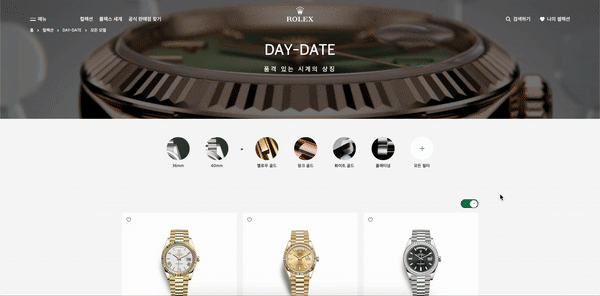 메뉴
컬렉션
롤렉스 세계
공식 판매점 찾기
ROLEX
검색하기
나의 셀렉션
홈 > 컬렉션 > DAY-DATE > 모든 모델
DAY-DATE
품격 있는 시계의 상징
36mm
40mm
옐로우 골드
핑크 골드
화이트 골드
플래티넘
모든 필터